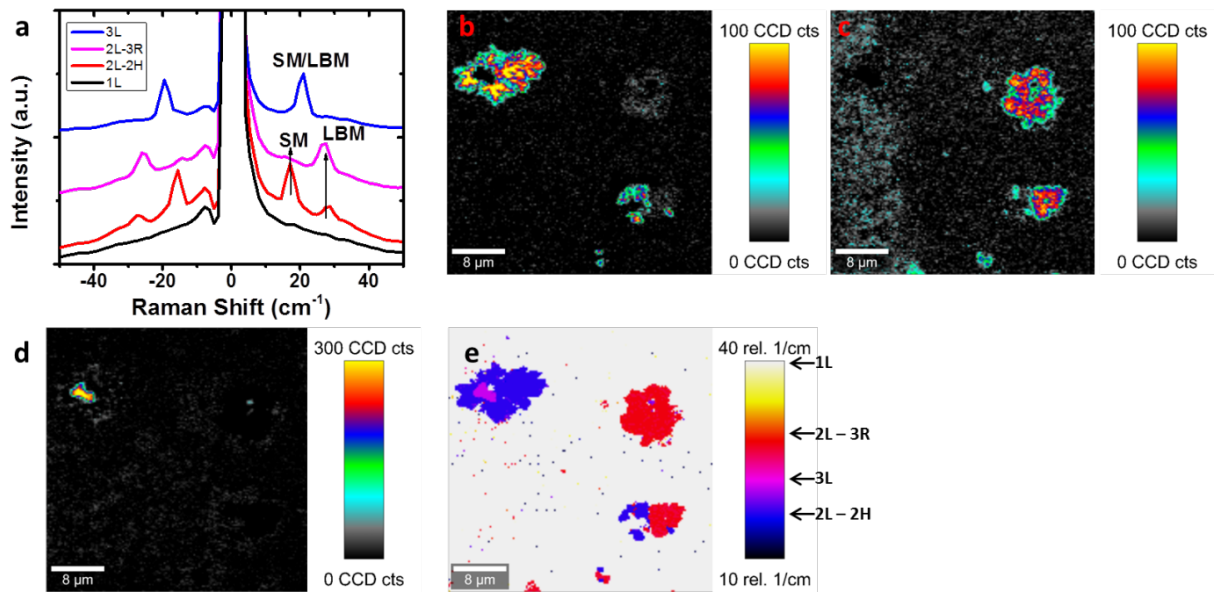 a
3L
2L-3R
2L-2H
1L
SM/LBM
SM
LBM
Intensity (a.u.)
-40 -20 0 20 40
Raman Shift (cm-1)
b
8 µm
100 CCD cts
0 CCD cts
c
8 µm
100 CCD cts
0 CCD cts
d
8 µm
300 CCD cts
0 CCD cts
e
8 µm
40 rel. 1/cm
1L
2L – 3R
3L
2L – 2H
10 rel. 1/cm